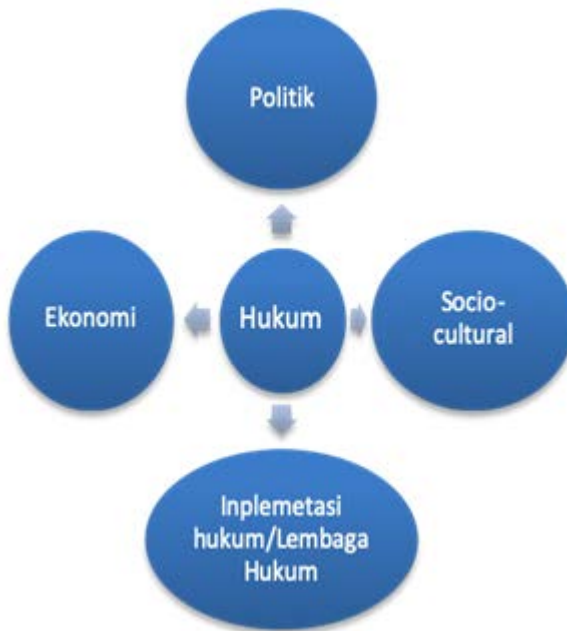 Politik
Ekonomi
Hukum
Socio-
cultural
Inplemetasi
hukum/Lembaga
Hukum